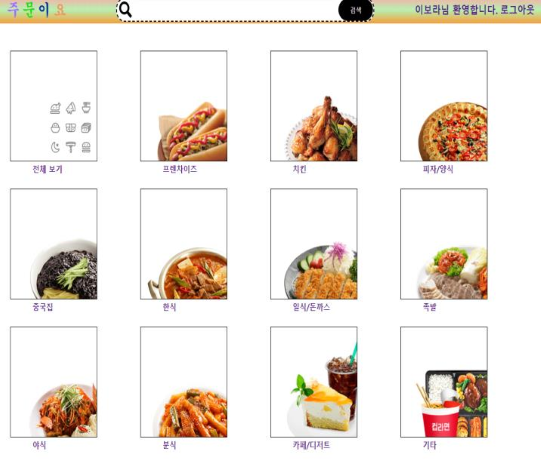 주문이요
검색
이보라님 환영합니다. 로그아웃
전체 보기
프랜차이즈
치킨
피자/양식
중국집
한식
일식/돈까스
족발
야식
분식
카페/디저트
기타
컵라면